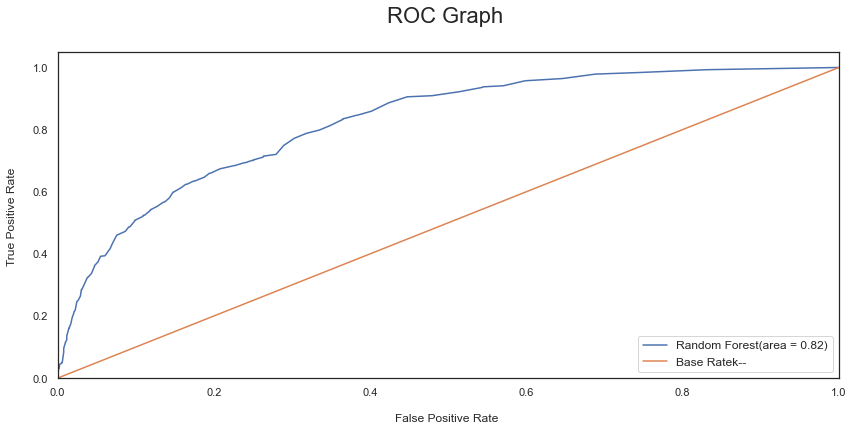 ROC Graph
1.0
0.8
0.6
0.4
0.2
0.0
True Positive Rate
0.0 0.2 0.4 0.6 0.8 1.0
False Positive Rate
Random Forest(area = 0.82)
Base Ratek--